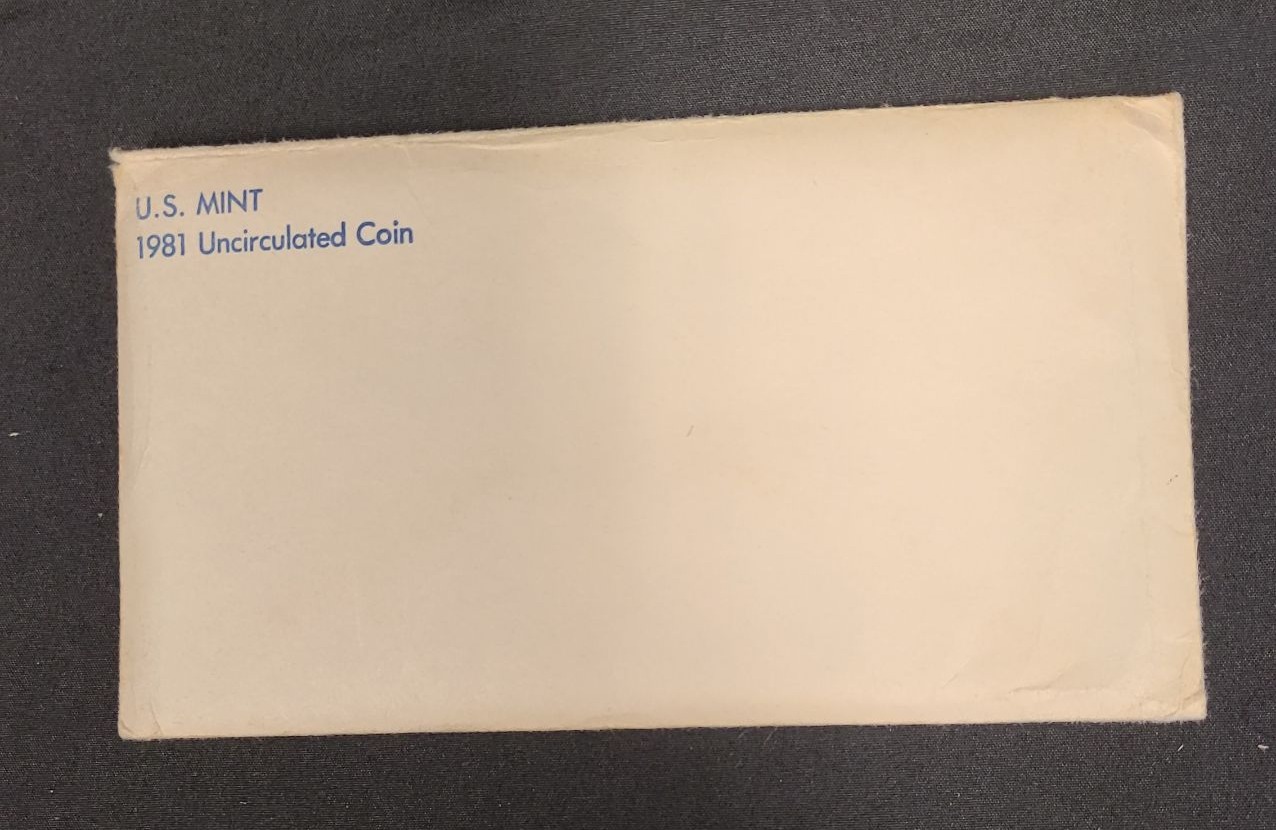 U.S. MINT
1981 Uncirculated Coin